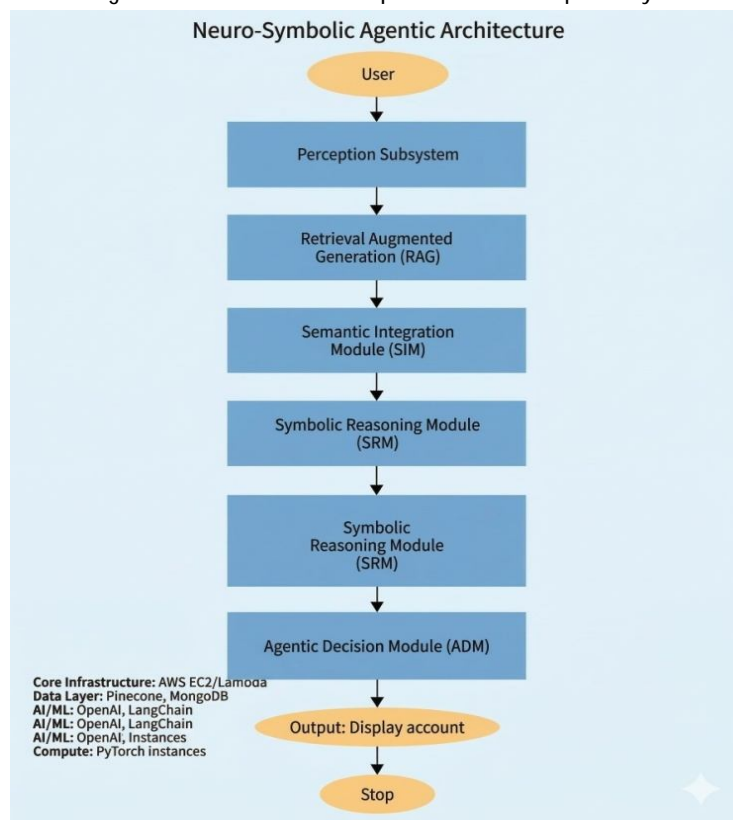 Neuro-Symbolic Agentic Architecture
User
Perception Subsystem
Retrieval Augmented
Generation (RAG)
Semantic Integration
Module (SIM)
Symbolic Reasoning Module
(SRM)
Symbolic
Reasoning Module
(SRM)
Agentic Decision Module (ADM)
Core Infrastructure: AWS EC2/Lamoda
Data Layer: Pinecone, MongoDB
AI/ML: OpenAI, LangChain
AI/ML: OpenAI, LangChain
AI/ML: OpenAI, Instances
Compute: PyTorch instances
Output: Display account
Stop